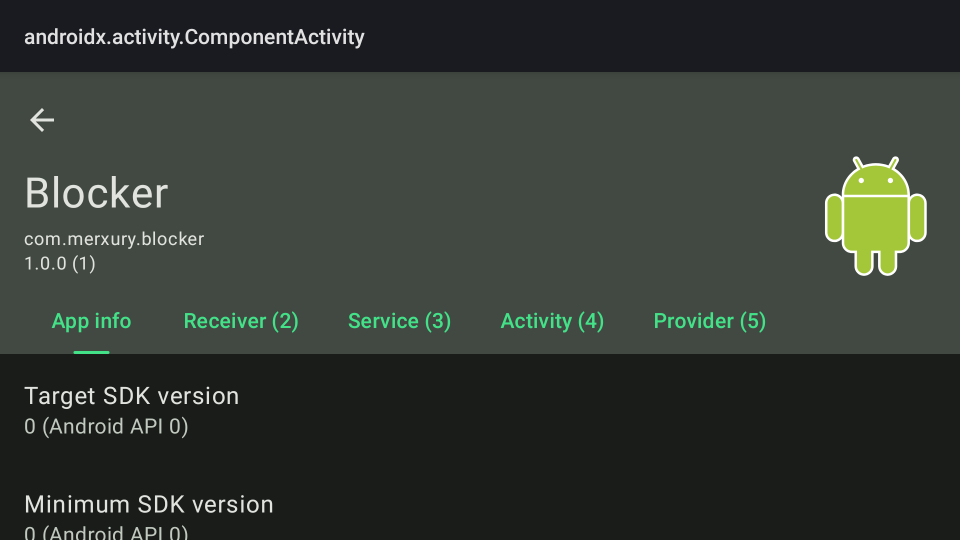 androidx.activity.ComponentActivity
Blocker
com.merxury.blocker
1.0.0 (1)
App info Receiver (2) Service (3) Activity (4) Provider (5)
Target SDK version
0 (Android API 0)
Minimum SDK version
0 (Android API 0)